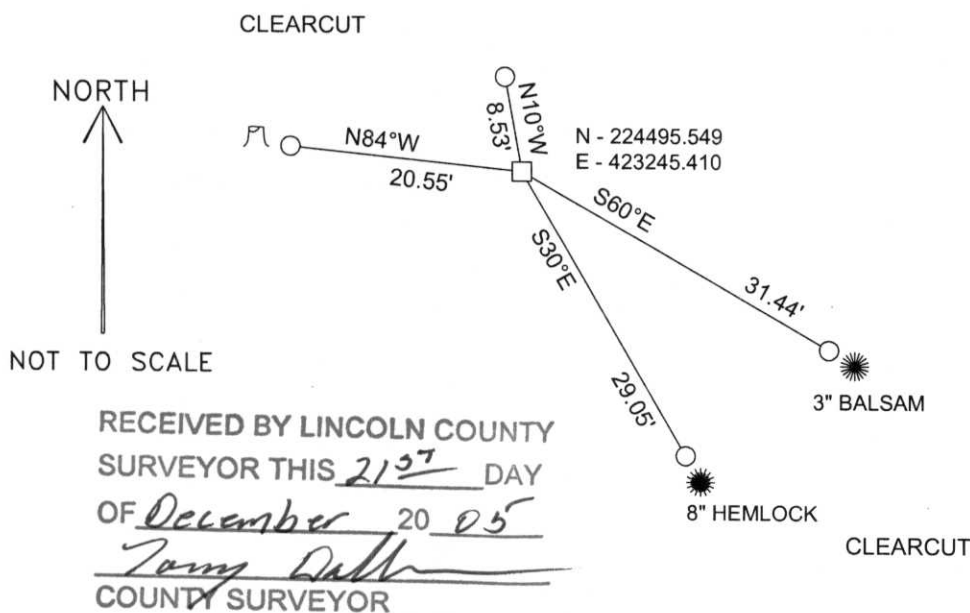 CLEARCUT
NORTH
N10°W
8.53'
N - 224495.549
E - 423245.410
N84°W
20.55'
S60°E
31.44'
S30°E
29.05'
NOT TO SCALE
3" BALSAM
8" HEMLOCK
CLEARCUT
RECEIVED BY LINCOLN COUNTY
SURVEYOR THIS 21ST DAY
OF December 20 05
COUNTY SURVEYOR